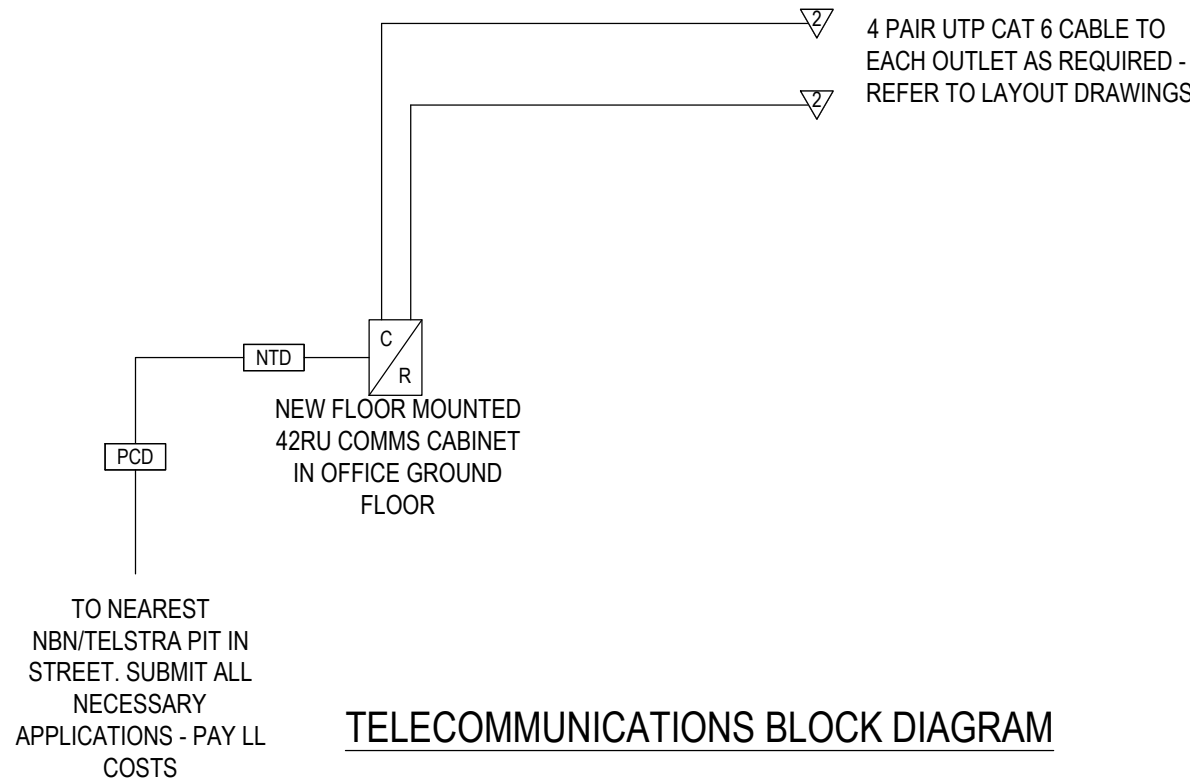 2
4 PAIR UTP CAT 6 CABLE TO
EACH OUTLET AS REQUIRED -
REFER TO LAYOUT DRAWINGS
2
C
R
NTD
NEW FLOOR MOUNTED
42RU COMMS CABINET
IN OFFICE GROUND
FLOOR
PCD
TO NEAREST
NBN/TELSTRA PIT IN
STREET. SUBMIT ALL
NECESSARY
APPLICATIONS - PAY LL
COSTS
TELECOMMUNICATIONS BLOCK DIAGRAM